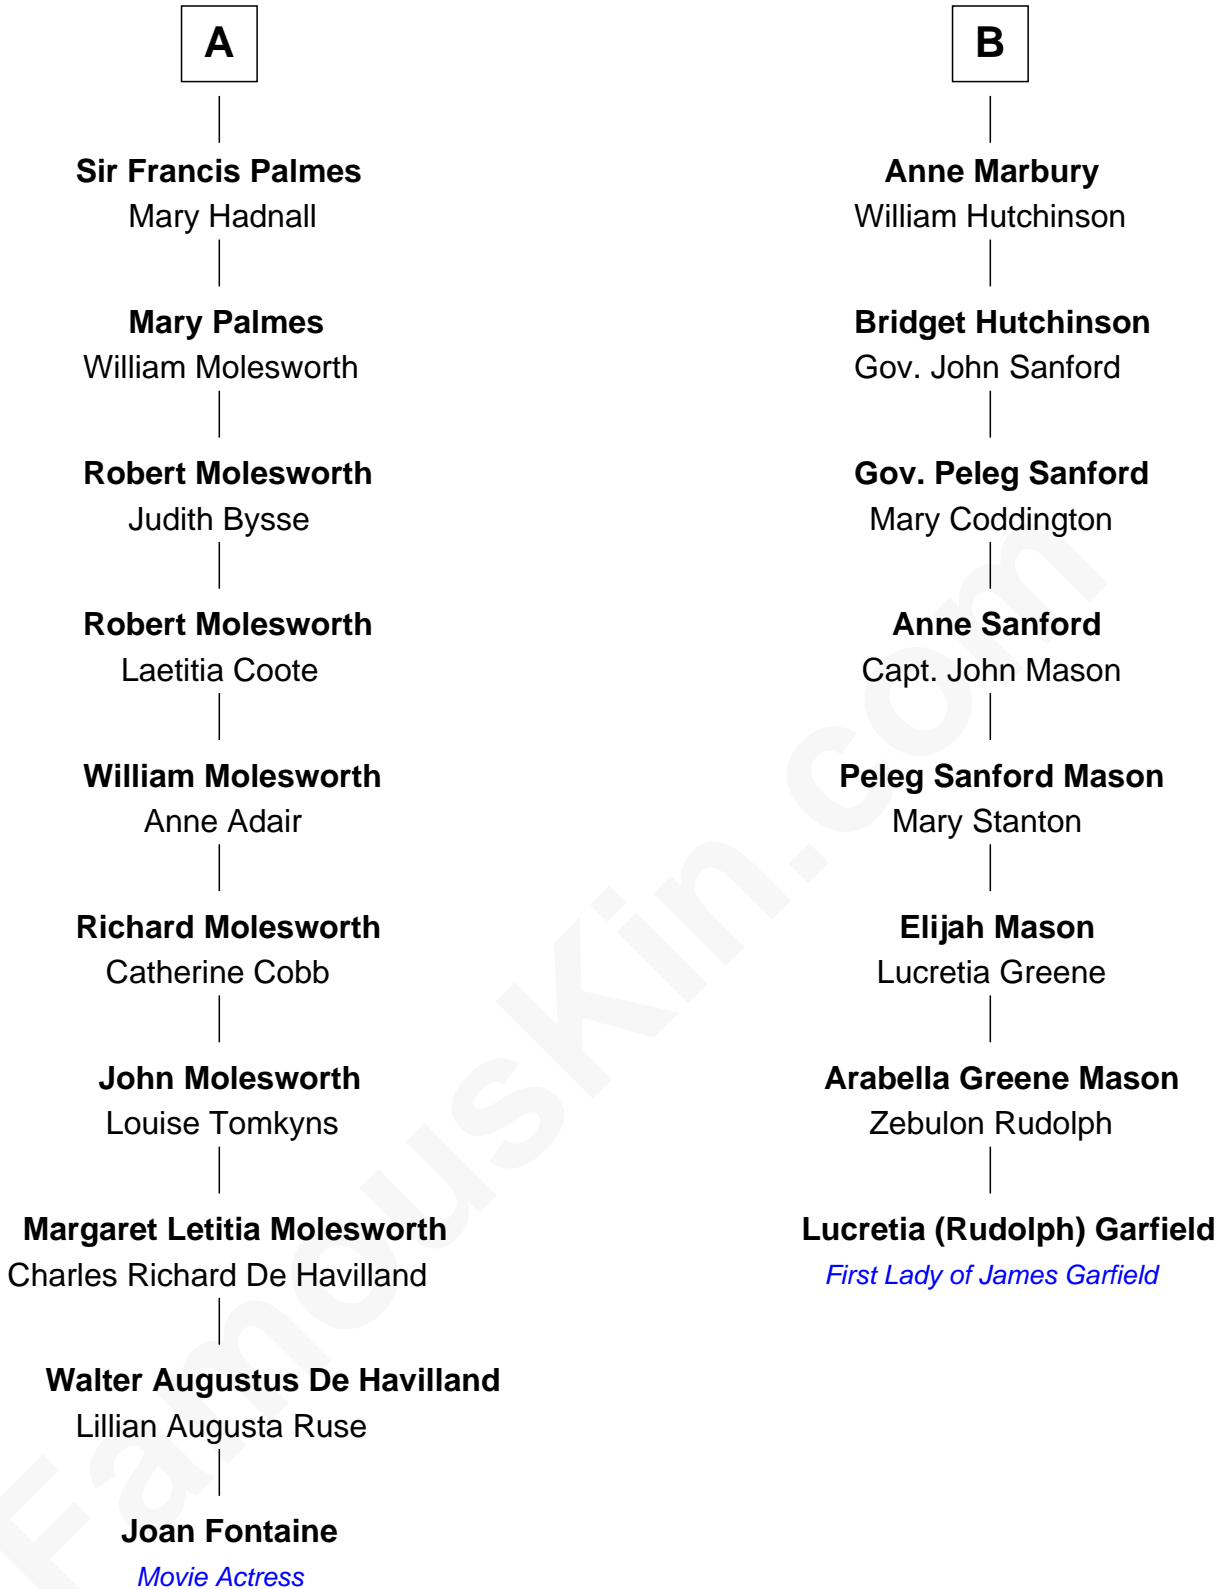 A
Sir Francis Palmes
Mary Hadnall
Mary Palmes
William Molesworth
Robert Molesworth
Judith Bysse
Robert Molesworth
Laetitia Coote
William Molesworth
Anne Adair
Richard Molesworth
Catherine Cobb
John Molesworth
Louise Tomkyns
Margaret Letitia Molesworth
Charles Richard De Havilland
Walter Augustus De Havilland
Lillian Augusta Ruse
Joan Fontaine
Movie Actress
B
Anne Marbury
William Hutchinson
Bridget Hutchinson
Gov. John Sanford
Gov. Peleg Sanford
Mary Coddington
Anne Sanford
Capt. John Mason
Peleg Sanford Mason
Mary Stanton
Elijah Mason
Lucretia Greene
Arabella Greene Mason
Zebulon Rudolph
Lucretia (Rudolph) Garfield
First Lady of James Garfield
FamousKin.com